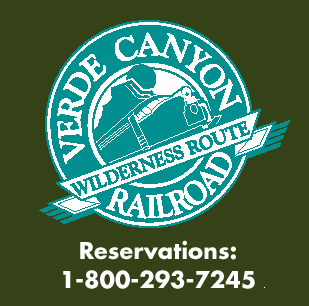 VERDE CANYON
WILDERNESS ROUTE
RAILROAD
Reservations:
1-800-293-7245